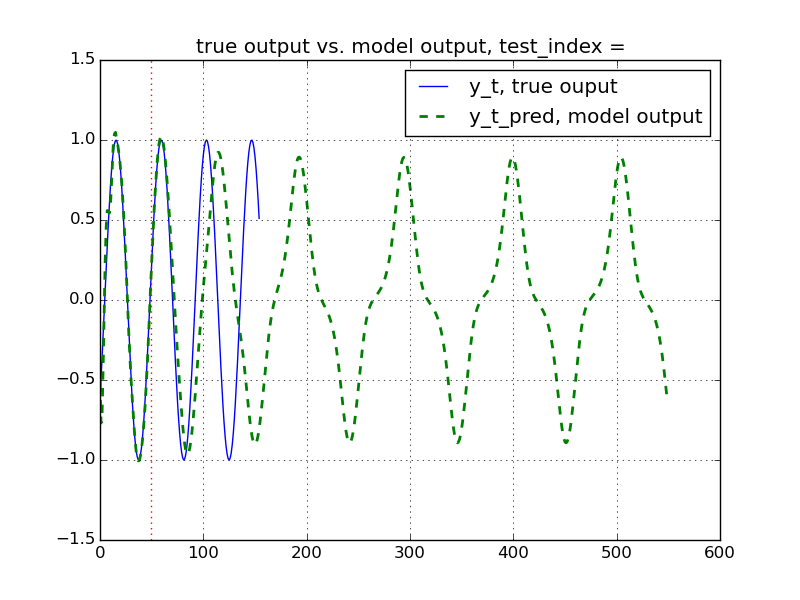 true output vs. model output, test_index =
y_t, true ouput
y_t_pred, model output
1.5
1.0
0.5
0.0
−0.5
−1.0
−1.5
0 100 200 300 400 500 600